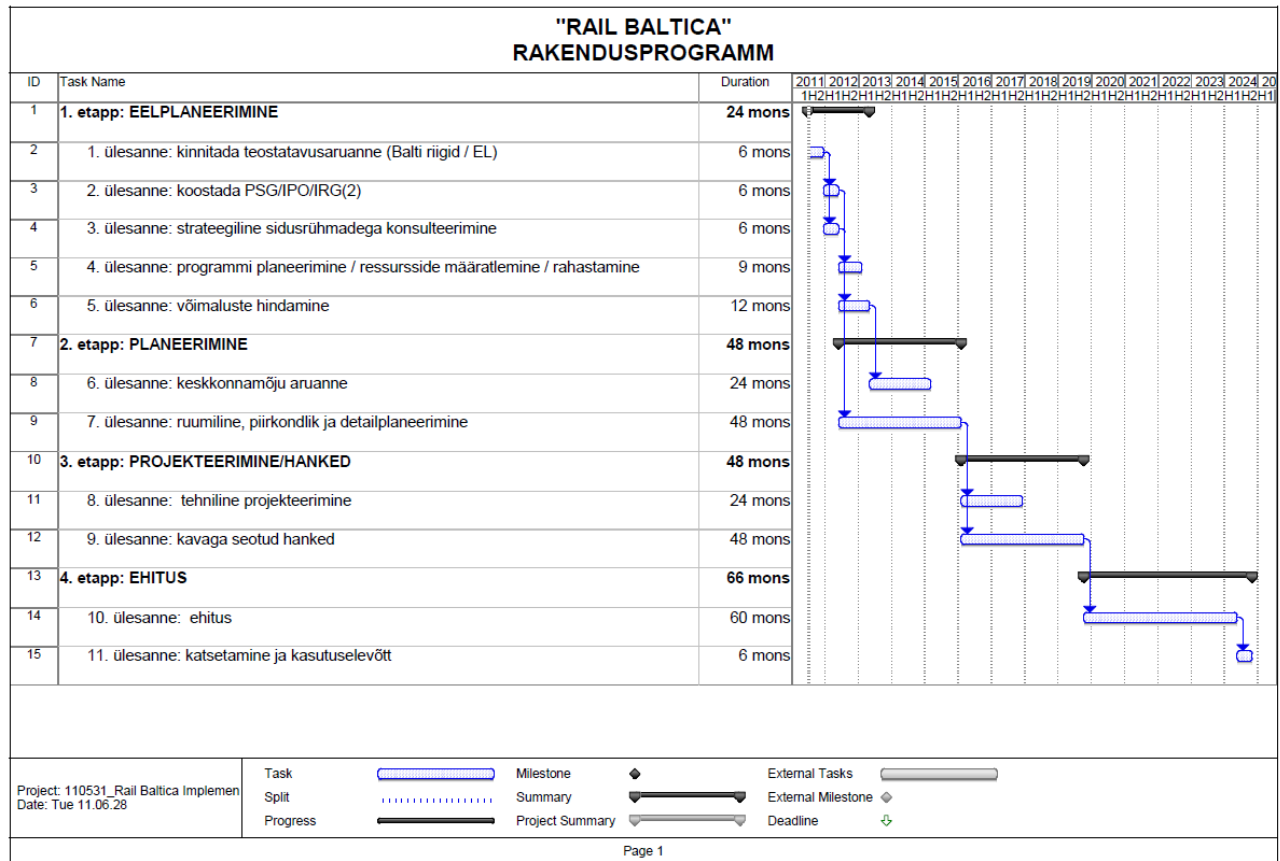 "RAIL BALTICA"
RAKENDUSPROGRAMM
ID Task Name Duration 2011 2012 2013 2014 2015 2016 2017 2018 2019 2020 2021 2022 2023 2024 20
1H2H1H2H1H2H1H2H1H2H1H2H1H2H1H2H1H2H1H2H1H2H1H2H1H2H1H2H1
1 1. etapp: EELPLANEERIMINE 24 mons
2 1. ülesanne: kinnitada teostatavusaruanne (Balti riigid / EL) 6 mons
3 2. ülesanne: koostada PSG/IPO/IRG(2) 6 mons
4 3. ülesanne: strateegiline sidusrühmadega konsulteerimine 6 mons
5 4. ülesanne: programmi planeerimine / ressursside määratlemine / rahastamine 9 mons
6 5. ülesanne: võimaluste hindamine 12 mons
7 2. etapp: PLANEERIMINE 48 mons
8 6. ülesanne: keskkonnamõju aruanne 24 mons
9 7. ülesanne: ruumiline, piirkondlik ja detailplaneerimine 48 mons
10 3. etapp: PROJEKTEERIMINE/HANKED 48 mons
11 8. ülesanne: tehniline projekteerimine 24 mons
12 9. ülesanne: kavaga seotud hanked 48 mons
13 4. etapp: EHITUS 66 mons
14 10. ülesanne: ehitus 60 mons
15 11. ülesanne: katsetamine ja kasutuselevõtt 6 mons
Project: 110531_Rail Baltica Implemen
Date: Tue 11.06.28
Task Milestone External Tasks
Split Summary External Milestone
Progress Project Summary Deadline
Page 1